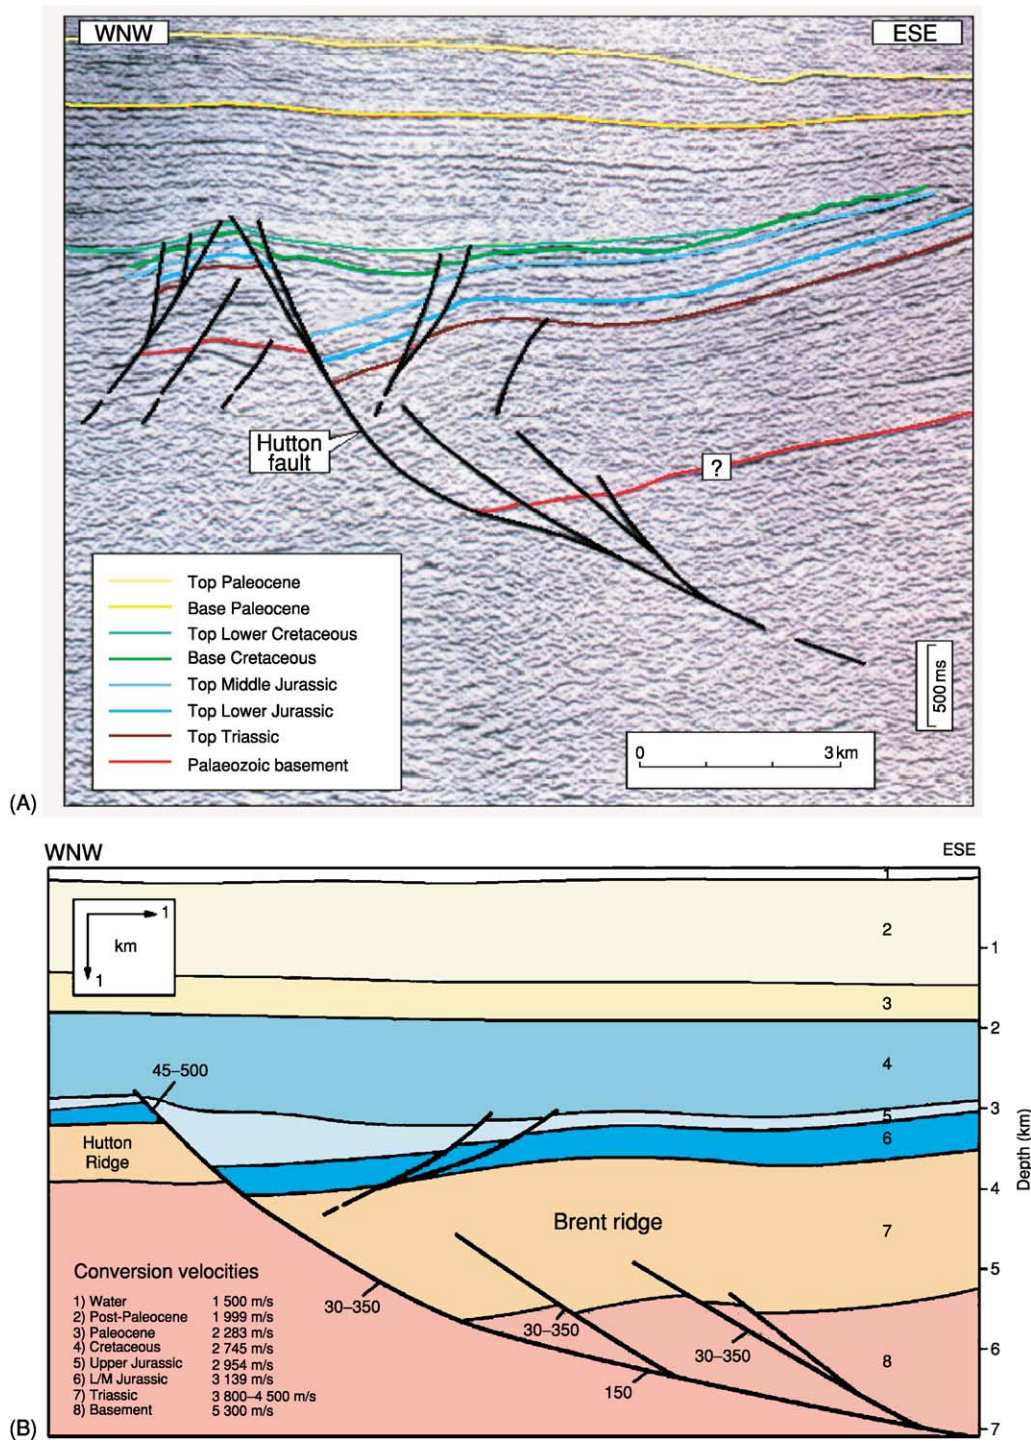 WNW
ESE
Hutton
fault
?
Top Paleocene
Base Paleocene
Top Lower Cretaceous
Base Cretaceous
Top Middle Jurassic
Top Lower Jurassic
Top Triassic
Palaeozoic basement
500 ms
0 3 km
(A)
WNW
ESE
1
km
1
1
2
3
4
5
6
7
8
45–500
Hutton
Ridge
Brent ridge
30–350
30–350
30–350
150
1
2
3
4
5
6
7
Depth (km)
Conversion velocities
1) Water 1 500 m/s
2) Post-Paleocene 1 999 m/s
3) Paleocene 2 283 m/s
4) Cretaceous 2 745 m/s
5) Upper Jurassic 2 954 m/s
6) L/M Jurassic 3 139 m/s
7) Triassic 3 800–4 500 m/s
8) Basement 5 300 m/s
(B)